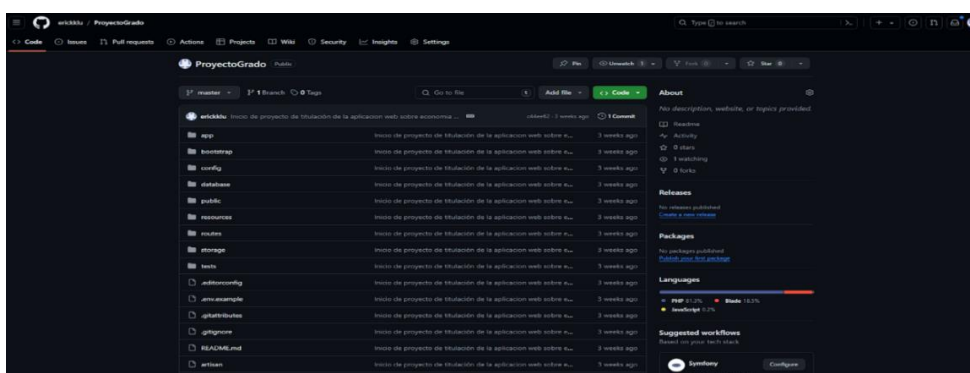 erickklu / ProyectoGrado
Type / to search
Code Issues Pull requests Actions Projects Wiki Security Insights Settings
ProyectoGrado Public
Pin Unwatch 1 Fork 0 Star 0
master 1 Branch 0 Tags Go to file t Add file Code
erickklu Inicio de proyecto de titulación de la aplicacion web sobre economia ... 3 weeks ago 1 Commit
app Inicio de proyecto de titulación de la aplicacion web sobre e... 3 weeks ago
bootstrap Inicio de proyecto de titulación de la aplicacion web sobre e... 3 weeks ago
config Inicio de proyecto de titulación de la aplicacion web sobre e... 3 weeks ago
database Inicio de proyecto de titulación de la aplicacion web sobre e... 3 weeks ago
public Inicio de proyecto de titulación de la aplicacion web sobre e... 3 weeks ago
resources Inicio de proyecto de titulación de la aplicacion web sobre e... 3 weeks ago
routes Inicio de proyecto de titulación de la aplicacion web sobre e... 3 weeks ago
storage Inicio de proyecto de titulación de la aplicacion web sobre e... 3 weeks ago
tests Inicio de proyecto de titulación de la aplicacion web sobre e... 3 weeks ago
.editorconfig Inicio de proyecto de titulación de la aplicacion web sobre e... 3 weeks ago
.env.example Inicio de proyecto de titulación de la aplicacion web sobre e... 3 weeks ago
.gitattributes Inicio de proyecto de titulación de la aplicacion web sobre e... 3 weeks ago
.gitignore Inicio de proyecto de titulación de la aplicacion web sobre e... 3 weeks ago
README.md Inicio de proyecto de titulación de la aplicacion web sobre e... 3 weeks ago
artisan Inicio de proyecto de titulación de la aplicacion web sobre e... 3 weeks ago
About
No description, website, or topics provided.
Readme
Activity
0 stars
1 watching
0 forks
Releases
No releases published
Create a new release
Packages
No packages published
Publish your first package
Languages
PHP 81.3% Blade 18.5%
JavaScript 0.2%
Suggested workflows
Based on your tech stack
Symfony Configure